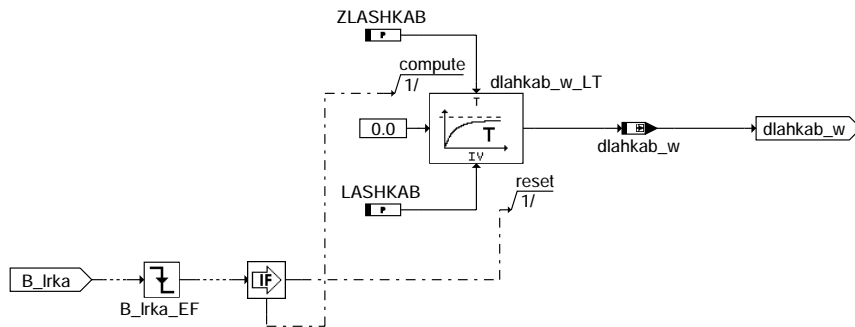 ZLASHKAB
P
compute
1/
dlahkab_w_LT
T
0.0
T
IV
dlahkab_w
dlahkab_w
LASHKAB
P
reset
1/
B_lrka
B_lrka_EF
IF